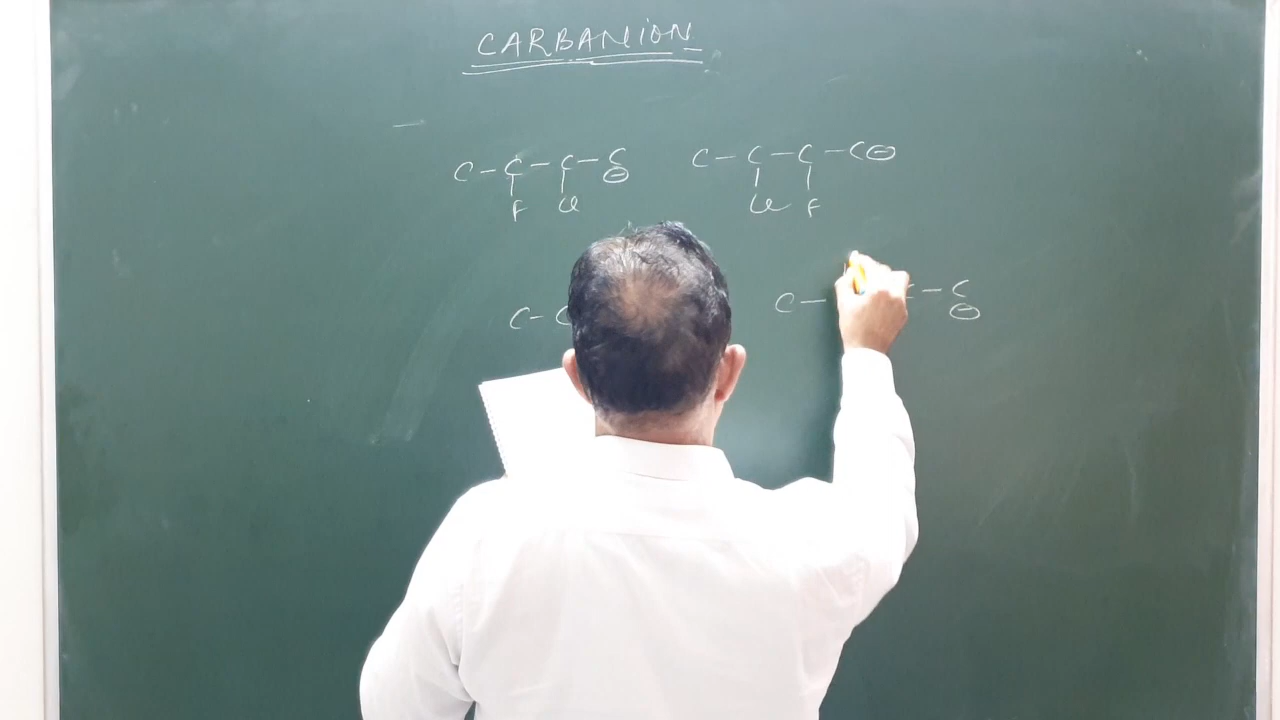 CARBANION
C - C - C - C⊖ C - C - C - C⊖
F Cl Cl F
C - C C - C - C⊖